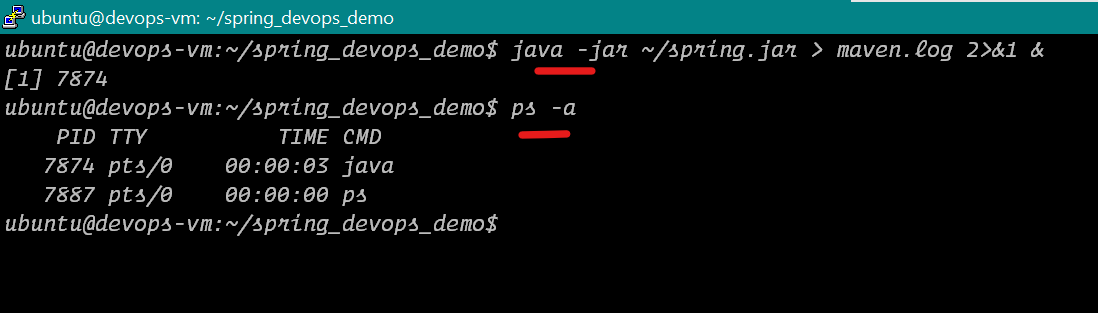 ubuntu@devops-vm: ~/spring_devops_demo
ubuntu@devops-vm:~/spring_devops_demo$ java -jar ~/spring.jar > maven.log 2>&1 &
[1] 7874
ubuntu@devops-vm:~/spring_devops_demo$ ps -a
    PID TTY          TIME CMD
   7874 pts/0    00:00:03 java
   7887 pts/0    00:00:00 ps
ubuntu@devops-vm:~/spring_devops_demo$